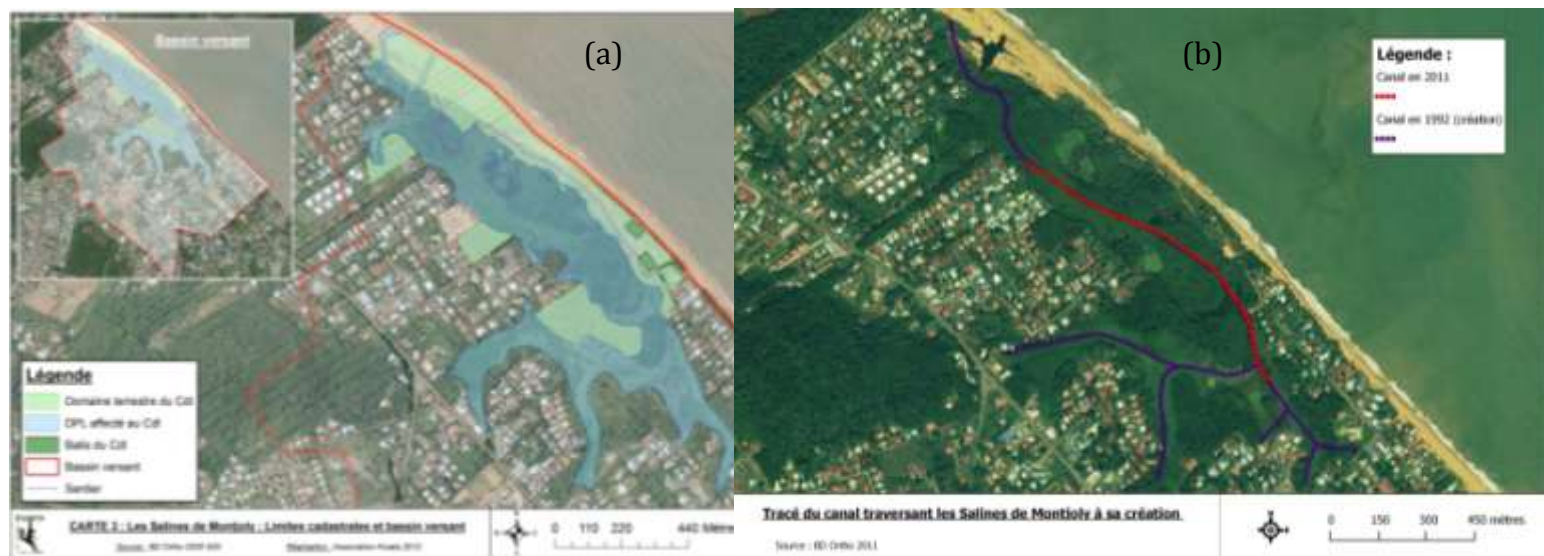 (a)
Bassin versant
Légende
Domaine terrestre du Cdl
DPL affecté au Cdl
Batis du Cdl
Bassin versant
Sentier
CARTE 3 : Les Salines de Montjoly : Limites cadastrales et bassin versant
0 110 220 440 Mètres
(b)
Légende :
Canal en 2011
Canal en 1992 (création)
Tracé du canal traversant les Salines de Montjoly à sa création
Source : BD Ortho 2011
0 150 300 450 mètres